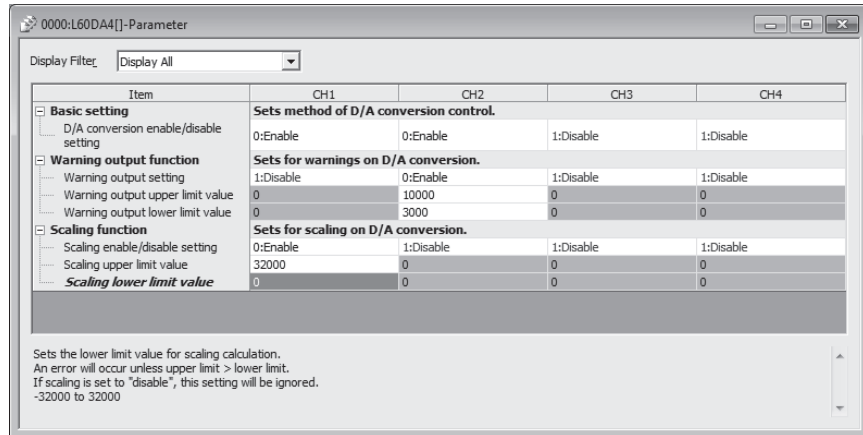 0000:L60DA4[]-Parameter
Display Filter Display All
Item CH1 CH2 CH3 CH4
Basic setting Sets method of D/A conversion control.
D/A conversion enable/disable setting 0:Enable 0:Enable 1:Disable 1:Disable
Warning output function Sets for warnings on D/A conversion.
Warning output setting 1:Disable 0:Enable 1:Disable 1:Disable
Warning output upper limit value 0 10000 0 0
Warning output lower limit value 0 3000 0 0
Scaling function Sets for scaling on D/A conversion.
Scaling enable/disable setting 0:Enable 1:Disable 1:Disable 1:Disable
Scaling upper limit value 32000 0 0 0
Scaling lower limit value 0 0 0 0
Sets the lower limit value for scaling calculation.
An error will occur unless upper limit > lower limit.
If scaling is set to "disable", this setting will be ignored.
-32000 to 32000